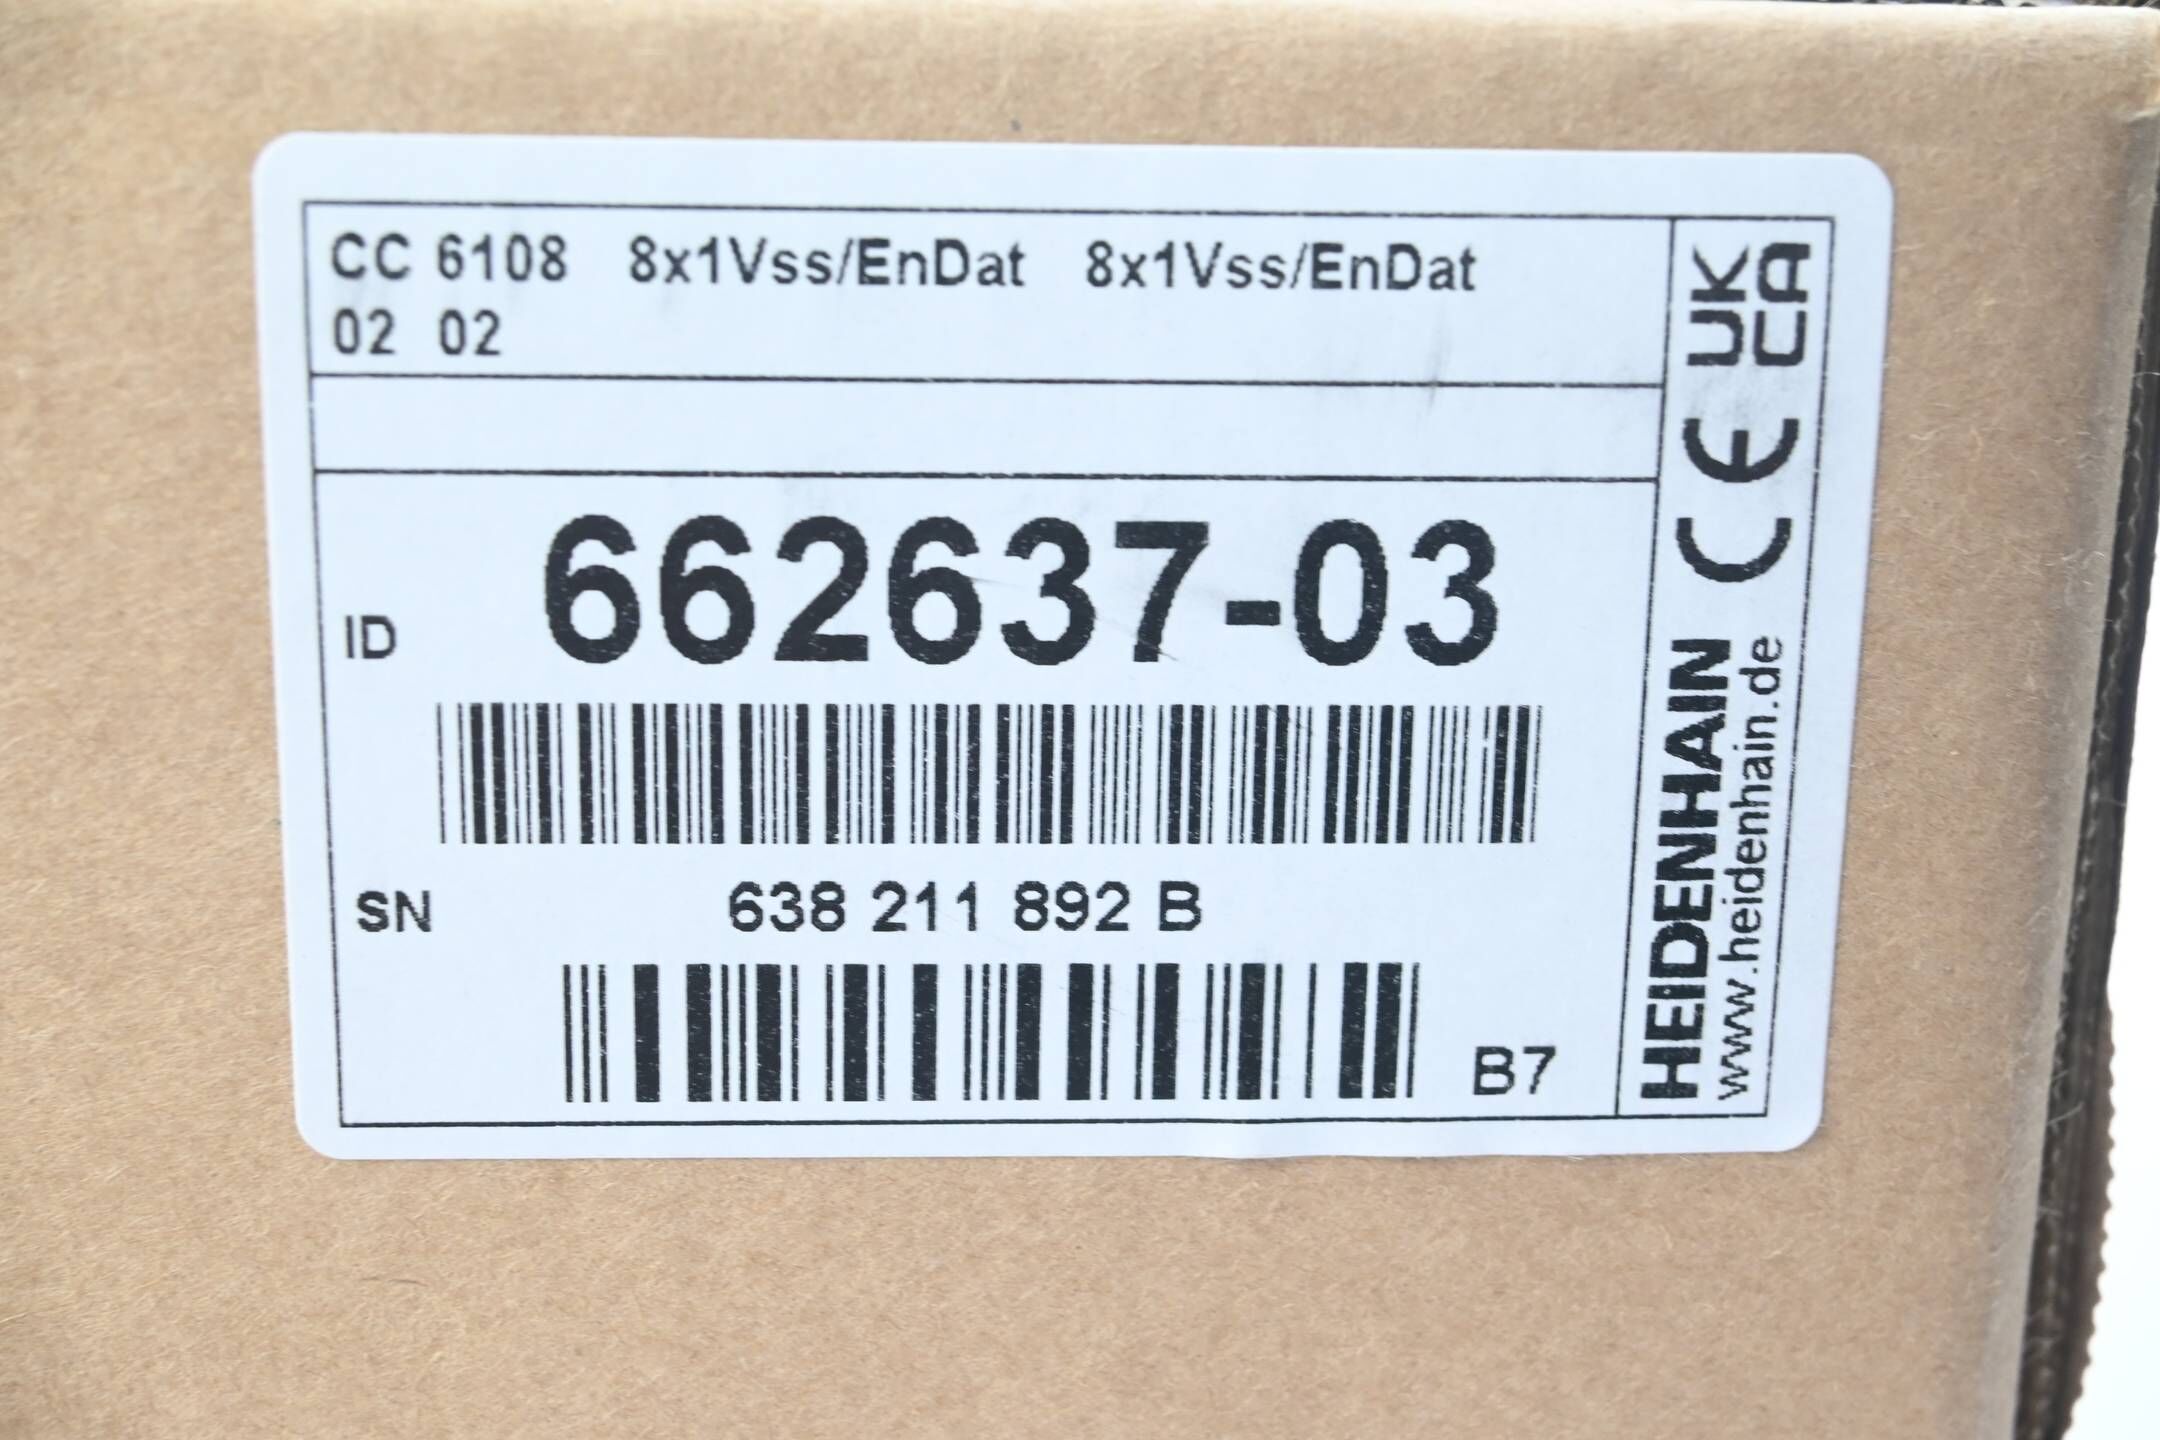 CC 6108 8x1Vss/EnDat 8x1Vss/EnDat
02 02
ID 662637-03
SN 638 211 892 B
B7
HEIDENHAIN
www.heidenhain.de
CE
UK
CA